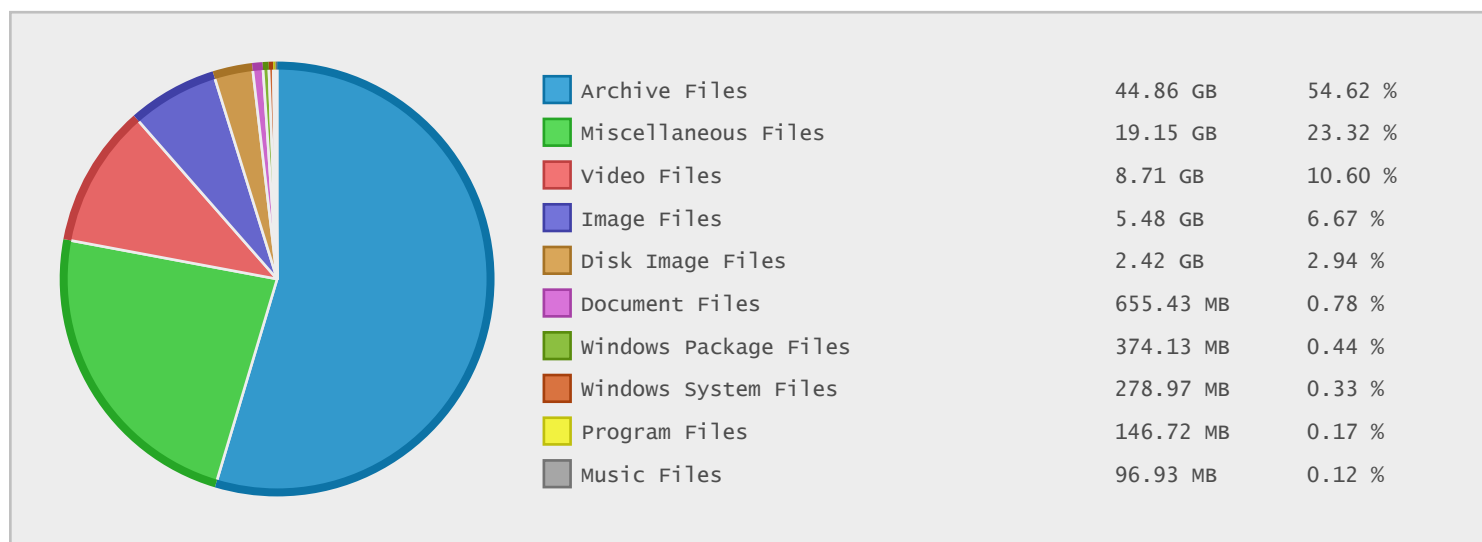 Archive Files 44.86 GB 54.62 %
Miscellaneous Files 19.15 GB 23.32 %
Video Files 8.71 GB 10.60 %
Image Files 5.48 GB 6.67 %
Disk Image Files 2.42 GB 2.94 %
Document Files 655.43 MB 0.78 %
Windows Package Files 374.13 MB 0.44 %
Windows System Files 278.97 MB 0.33 %
Program Files 146.72 MB 0.17 %
Music Files 96.93 MB 0.12 %